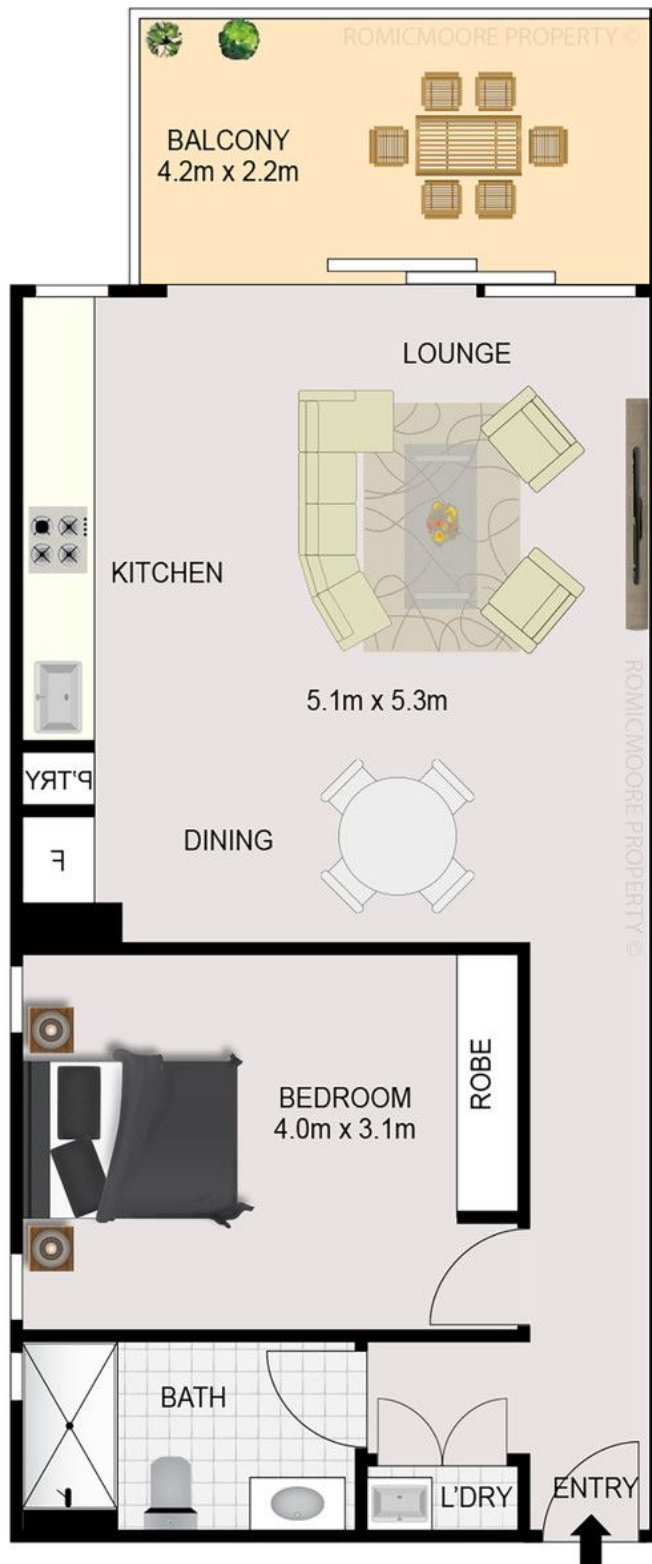 ROMICMOORE PROPERTY ©
BALCONY
4.2m x 2.2m
LOUNGE
KITCHEN
5.1m x 5.3m
ROMICMOORE PROPERTY ©
P'TRY
DINING
F
BEDROOM
4.0m x 3.1m
ROBE
BATH
L'DRY
ENTRY